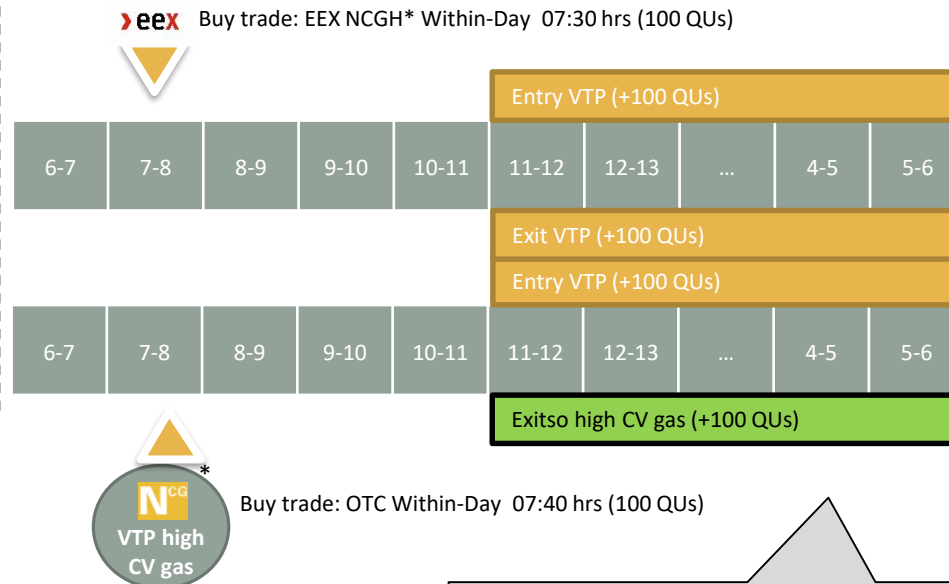 eex Buy trade: EEX NCGH* Within-Day 07:30 hrs (100 QUs)
Entry VTP (+100 QUs)
6-7 7-8 8-9 9-10 10-11 11-12 12-13 ... 4-5 5-6
Exit VTP (+100 QUs)
Entry VTP (+100 QUs)
6-7 7-8 8-9 9-10 10-11 11-12 12-13 ... 4-5 5-6
Exitso high CV gas (+100 QUs)
*
NCG
Buy trade: OTC Within-Day 07:40 hrs (100 QUs)
VTP high
CV gas